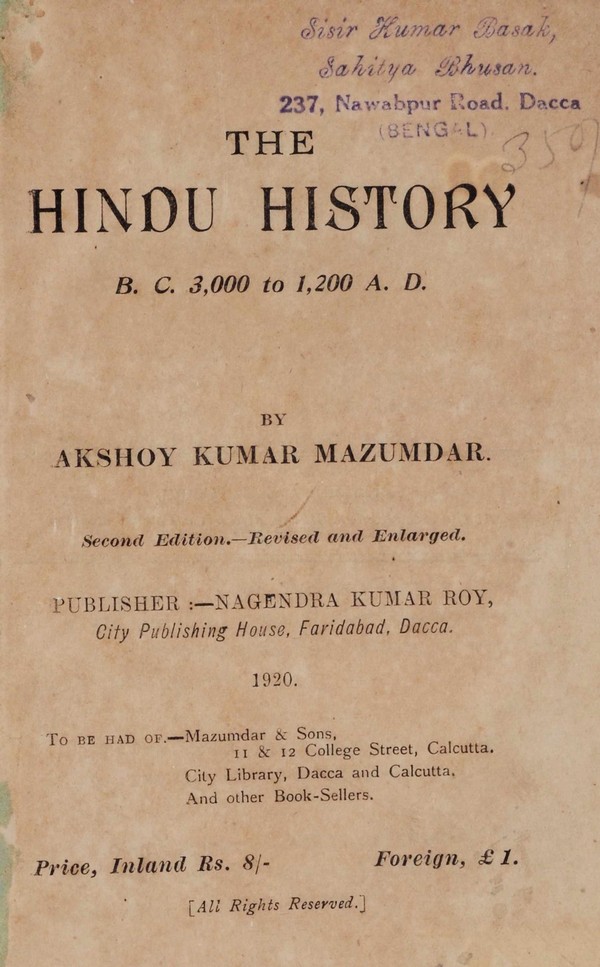 Sisir Kumar Basak,
Sahitya Bhusan.
237, Nawabpur Road, Dacca
(BENGAL)
359
THE
HINDU HISTORY
B. C. 3,000 to 1,200 A. D.
BY
AKSHOY KUMAR MAZUMDAR.
Second Edition.—Revised and Enlarged.
PUBLISHER :—NAGENDRA KUMAR ROY,
City Publishing House, Faridabad, Dacca.
1920.
TO BE HAD OF.—Mazumdar & Sons,
11 & 12 College Street, Calcutta.
City Library, Dacca and Calcutta.
And other Book-Sellers.
Price, Inland Rs. 8/- Foreign, £ 1.
[All Rights Reserved.]